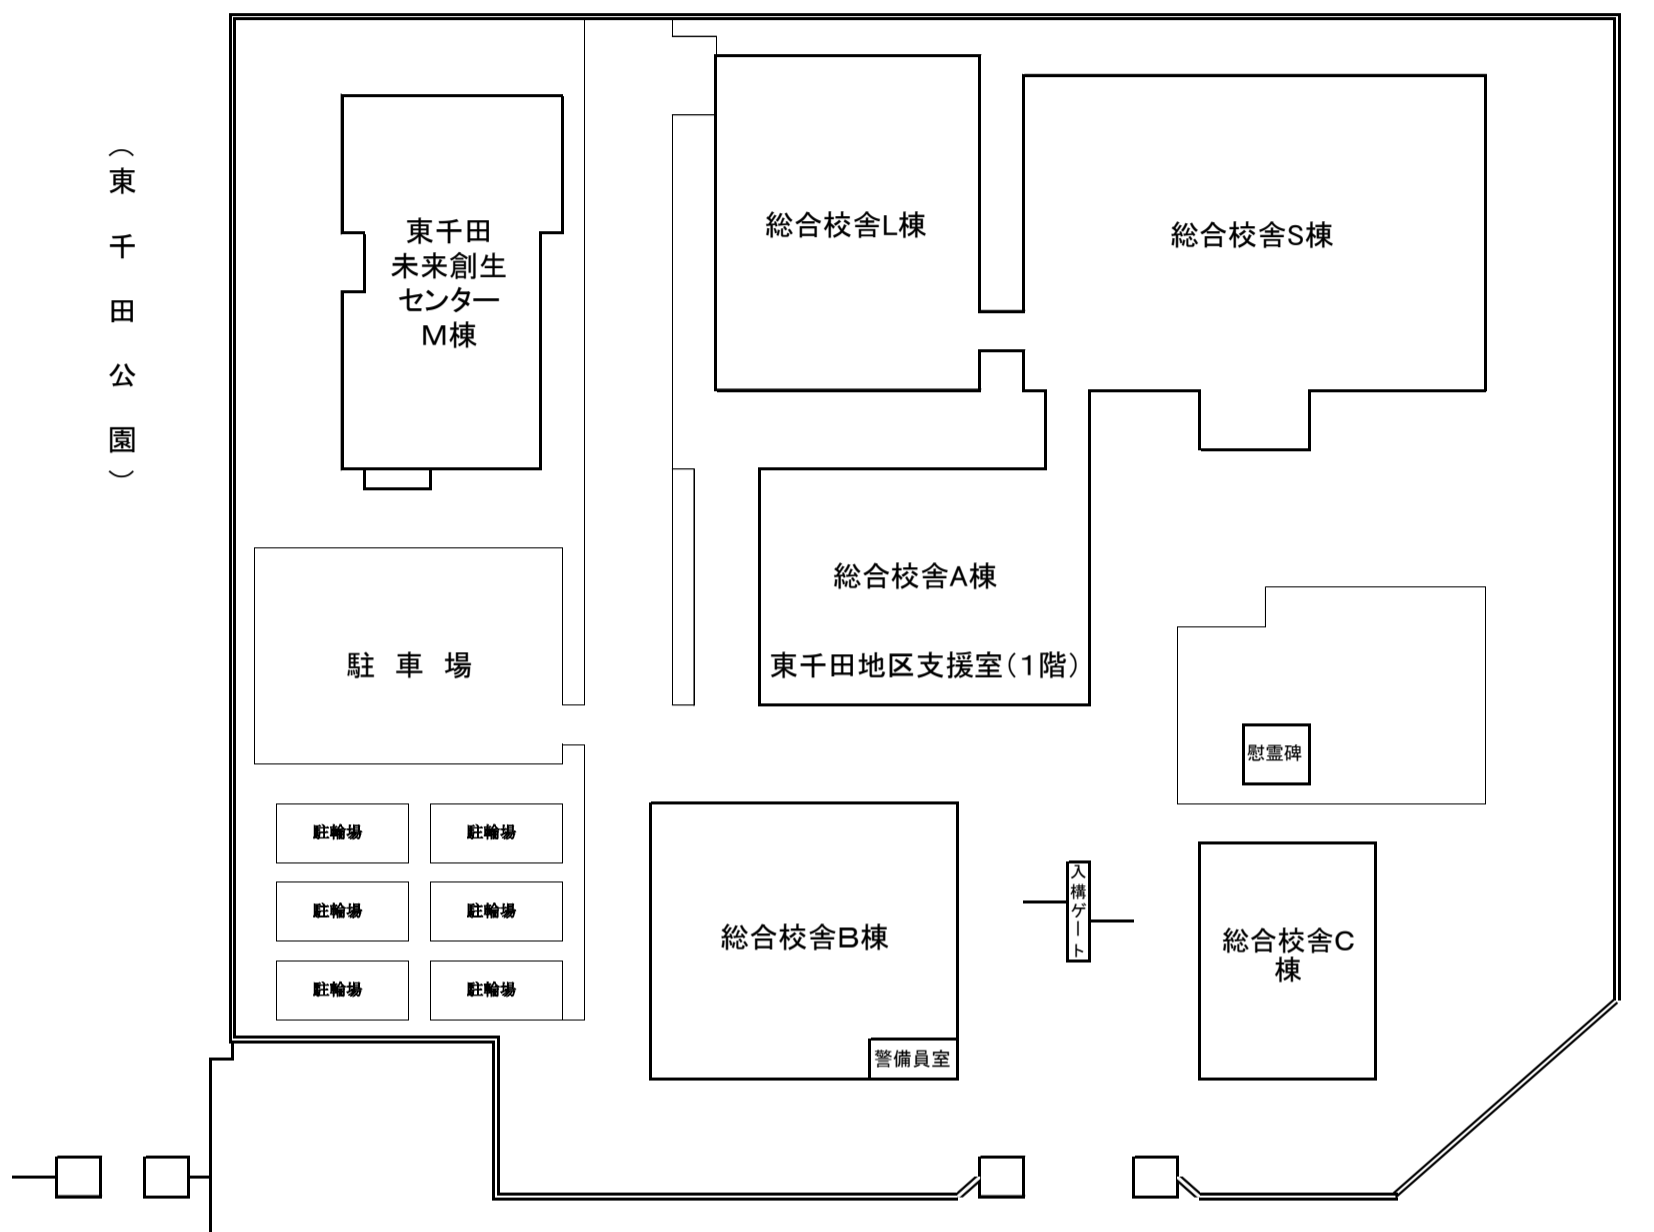 （東千田公園）
東千田
未来創生
センター
M棟
総合校舎L棟
総合校舎S棟
総合校舎A棟
東千田地区支援室（1階）
駐 車 場
慰霊碑
駐輪場
駐輪場
駐輪場
駐輪場
駐輪場
駐輪場
総合校舎B棟
警備員室
入構ゲート
総合校舎C
棟